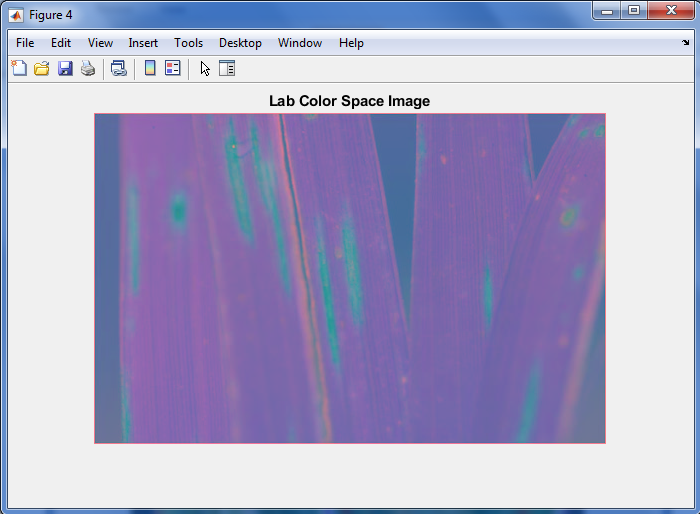 Figure 4
File Edit View Insert Tools Desktop Window Help
Lab Color Space Image